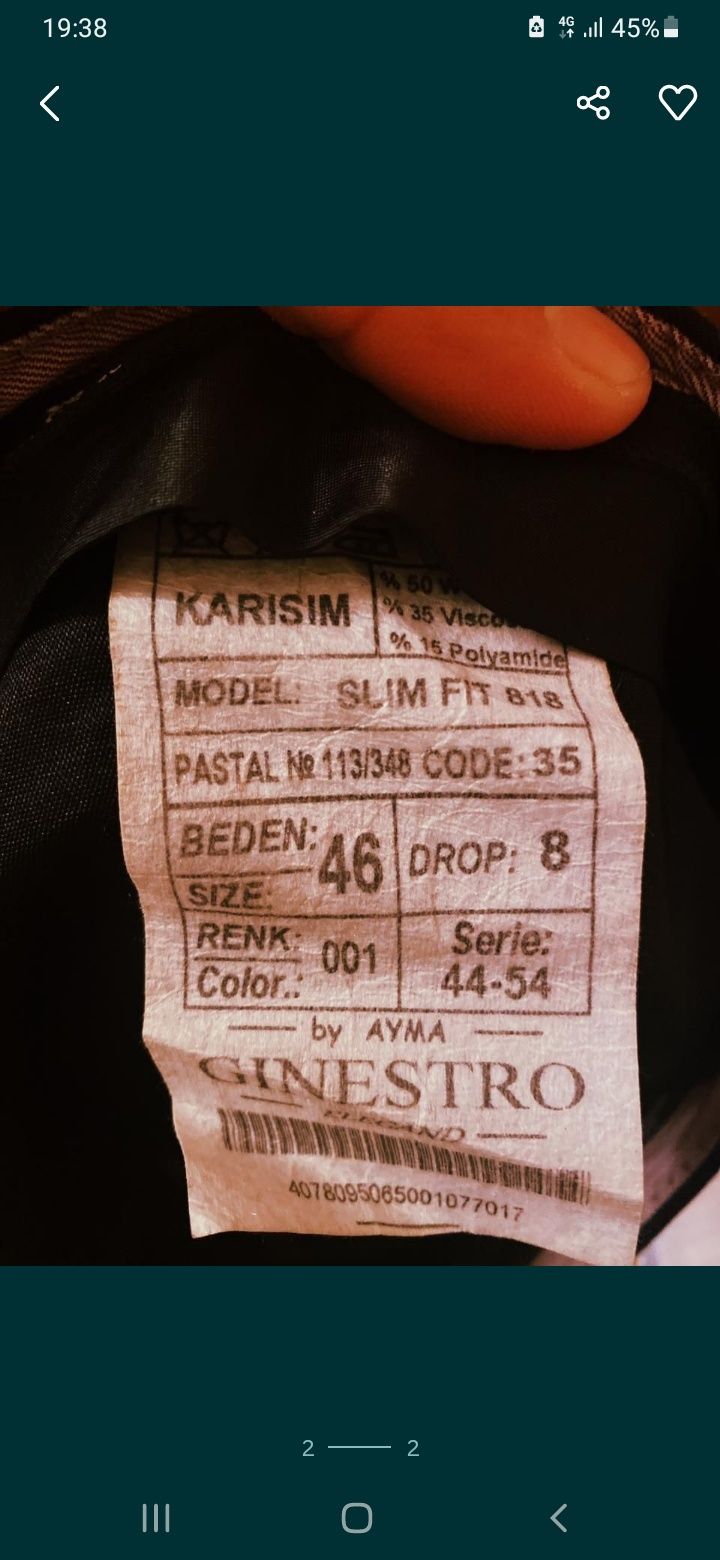 19:38
4G 45%
KARISIM
% 50
% 35
% 15 Polyamide
MODEL: SLIM FIT 818
PASTAL № 113/348 CODE: 35
BEDEN: 46 DROP: 8
SIZE:
RENK: 001 Serie:
Color.: 44-54
by AYMA
GINESTRO
4078095065001077017
2 2